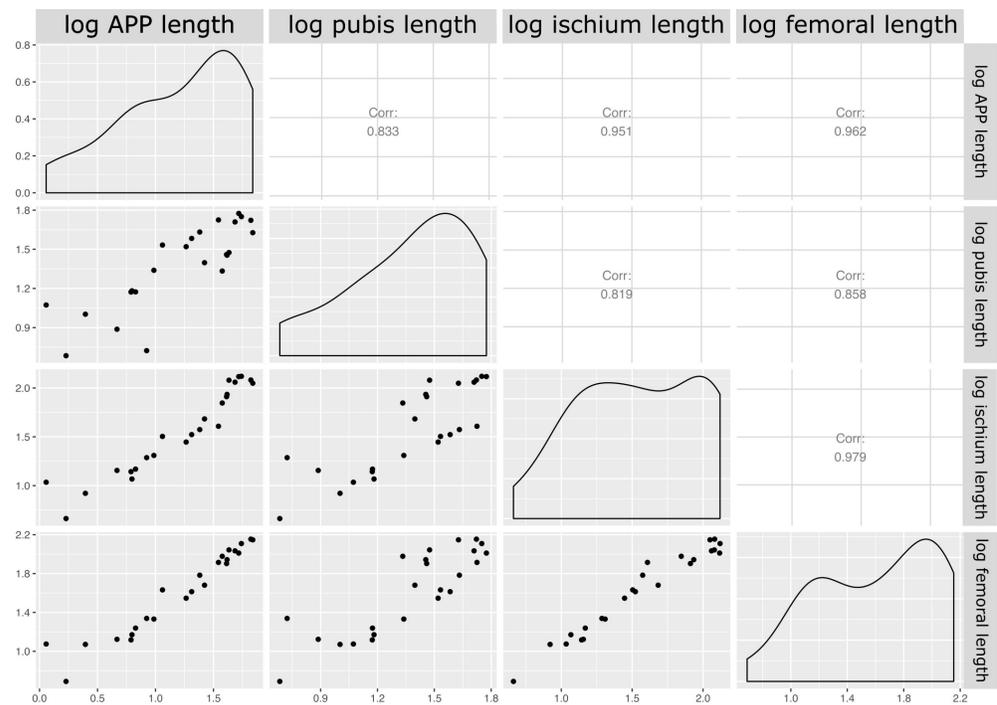 log APP length
log pubis length
log ischium length
log femoral length
0.8
0.6
0.4
0.2
0.0
Corr:
0.833
Corr:
0.951
Corr:
0.962
log APP length
1.8
1.5
1.2
0.9
Corr:
0.819
Corr:
0.858
log pubis length
2.0
1.5
1.0
Corr:
0.979
log ischium length
2.2
1.8
1.4
1.0
log femoral length
0.0
0.5
1.0
1.5
0.9
1.2
1.5
1.8
1.0
1.5
2.0
1.0
1.4
1.8
2.2